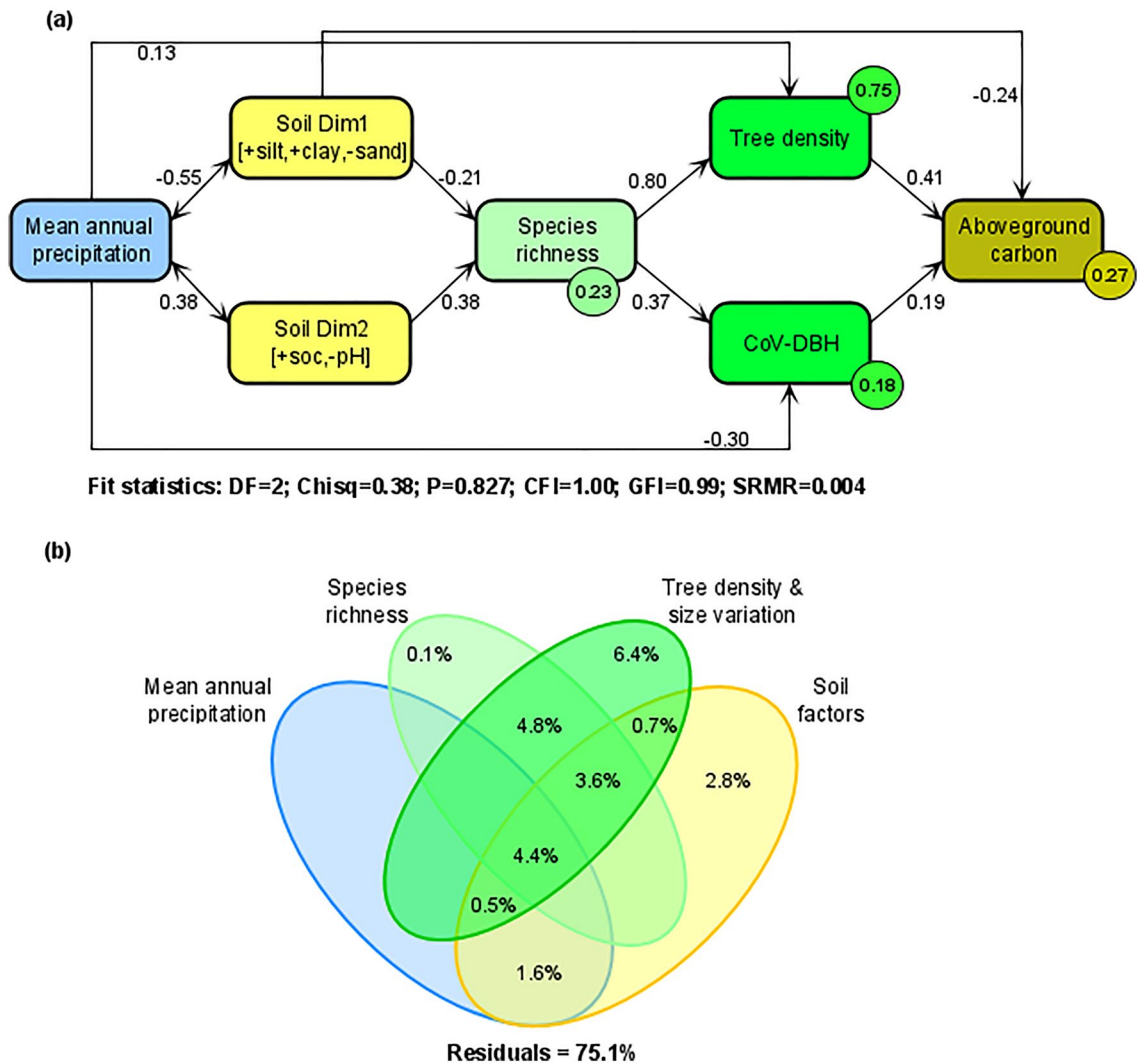 (a)
0.13
-0.24
0.75
Soil Dim1
[+silt,+clay,-sand]
Tree density
-0.55
-0.21
0.80
0.41
Mean annual
precipitation
Species
richness
Aboveground
carbon
0.23
0.27
0.38
0.38
0.37
0.19
Soil Dim2
[+soc,-pH]
CoV-DBH
0.18
-0.30
Fit statistics: DF=2; Chisq=0.38; P=0.827; CFI=1.00; GFI=0.99; SRMR=0.004
(b)
Species
richness
Tree density &
size variation
Mean annual
precipitation
Soil
factors
0.1%
6.4%
4.8%
0.7%
3.6%
2.8%
4.4%
0.5%
1.6%
Residuals = 75.1%